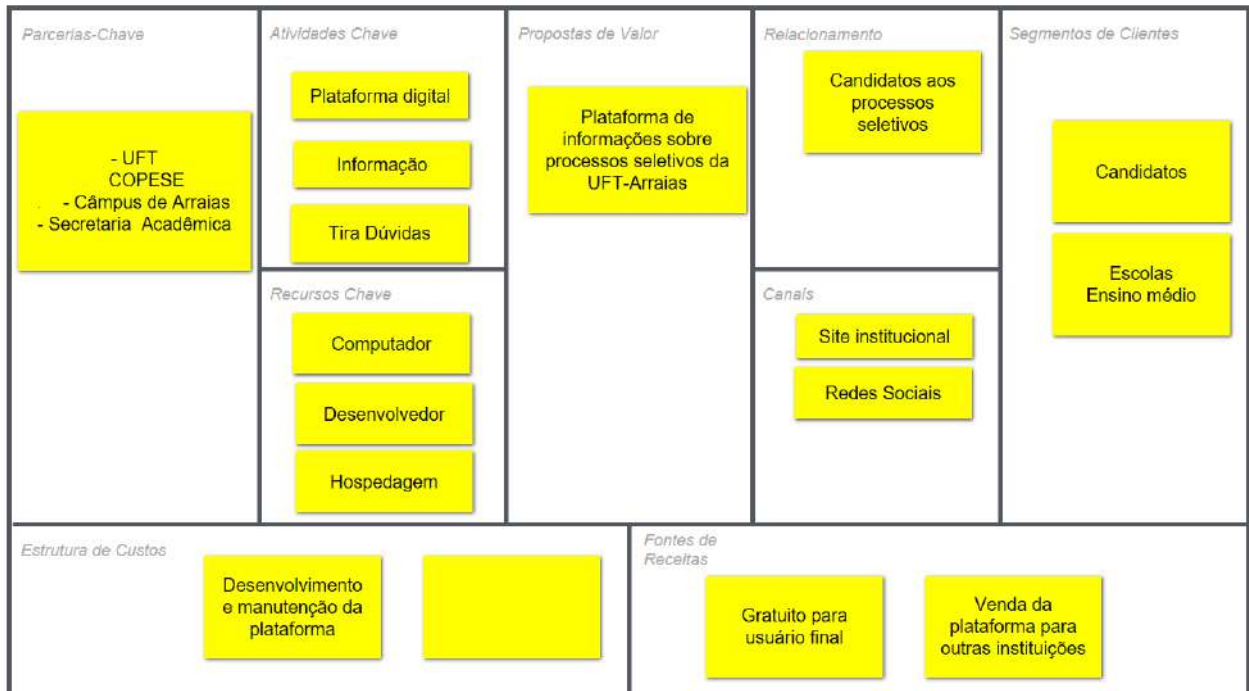 Parcerias-Chave
- UFT
COPESE
. - Câmpus de Arraias
- Secretaria Acadêmica
Atividades Chave
Plataforma digital
Informação
Tira Dúvidas
Recursos Chave
Computador
Desenvolvedor
Hospedagem
Propostas de Valor
Plataforma de
informações sobre
processos seletivos da
UFT-Arraias
Relacionamento
Candidatos aos
processos
seletivos
Canais
Site institucional
Redes Sociais
Segmentos de Clientes
Candidatos
Escolas
Ensino médio
Estrutura de Custos
Desenvolvimento
e manutenção da
plataforma
Fontes de
Receitas
Gratuito para
usuário final
Venda da
plataforma para
outras instituições